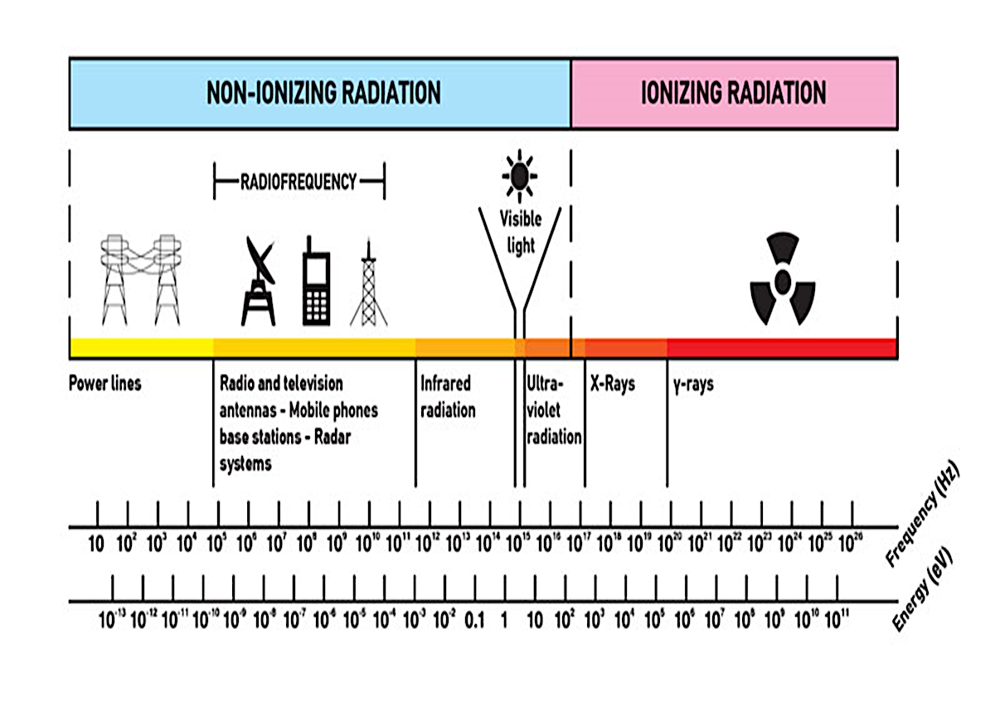 NON-IONIZING RADIATION
IONIZING RADIATION
RADIOFREQUENCY
Visible
light
Power lines
Radio and television
antennas - Mobile phones
base stations - Radar
systems
Infrared
radiation
Ultra-
violet
radiation
X-Rays
γ-rays
10 10² 10³ 10⁴ 10⁵ 10⁶ 10⁷ 10⁸ 10⁹ 10¹⁰ 10¹¹ 10¹² 10¹³ 10¹⁴ 10¹⁵ 10¹⁶ 10¹⁷ 10¹⁸ 10¹⁹ 10²⁰ 10²¹ 10²² 10²³ 10²⁴ 10²⁵ 10²⁶
Frequency (Hz)
10⁻¹³ 10⁻¹² 10⁻¹¹ 10⁻¹⁰ 10⁻⁹ 10⁻⁸ 10⁻⁷ 10⁻⁶ 10⁻⁵ 10⁻⁴ 10⁻³ 10⁻² 0.1 1 10 10² 10³ 10⁴ 10⁵ 10⁶ 10⁷ 10⁸ 10⁹ 10¹⁰ 10¹¹
Energy (eV)